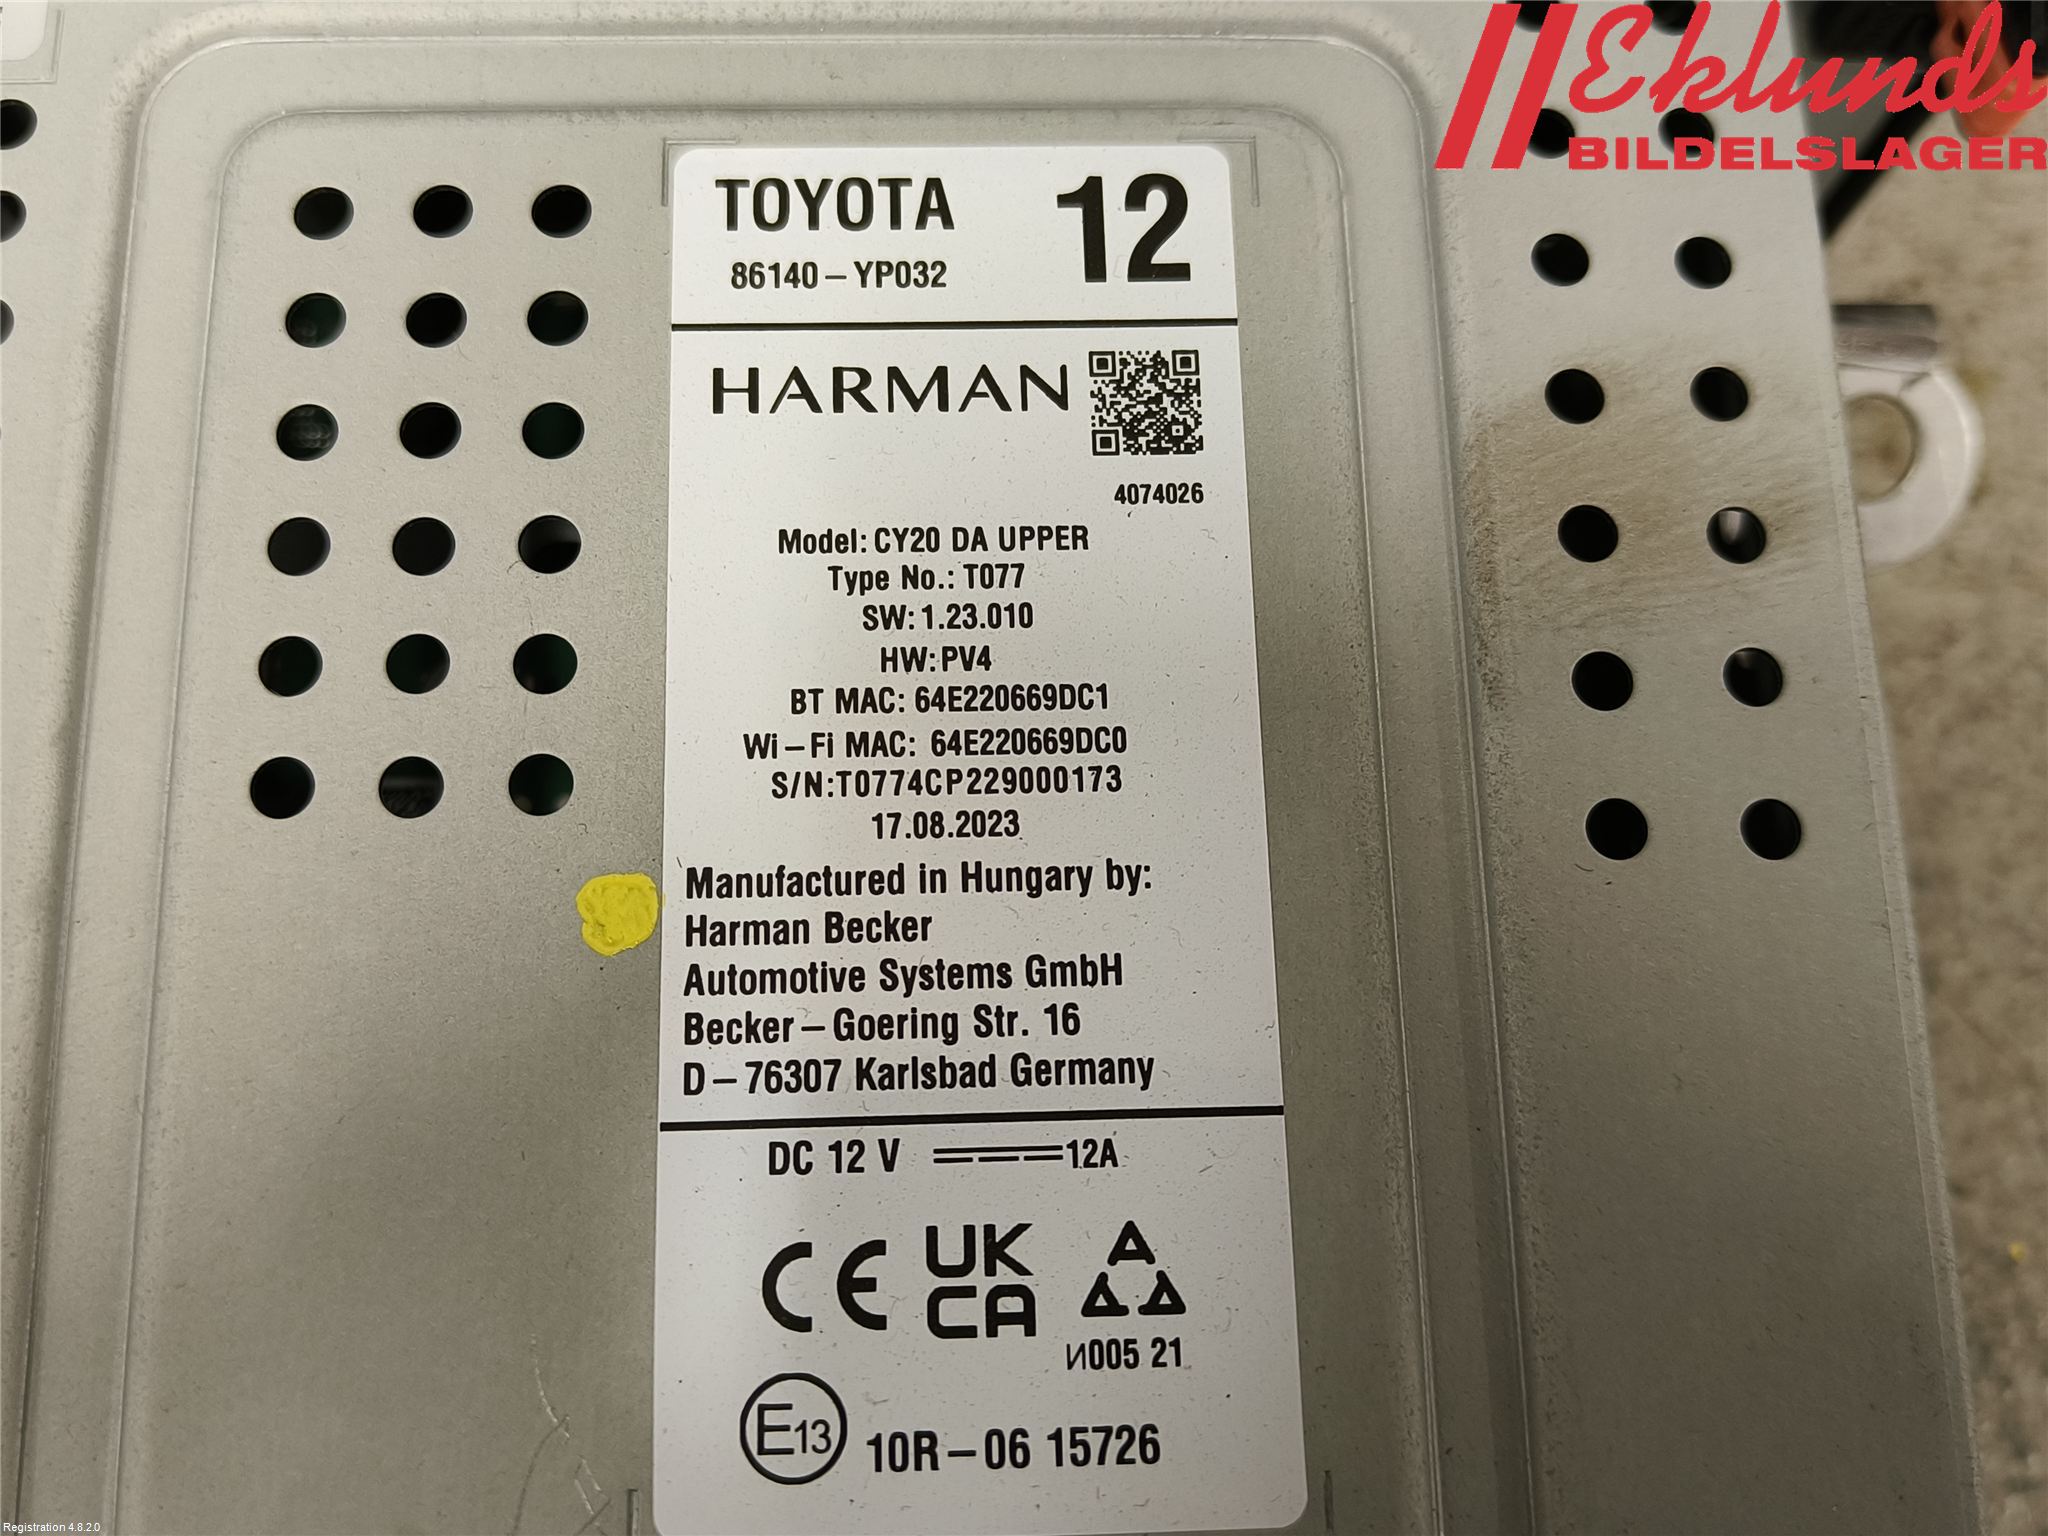 Eklunds
BILDELSLAGER
TOYOTA
86140-YP032
12
HARMAN
4074026
Model: CY20 DA UPPER
Type No.: T077
SW: 1.23.010
HW: PV4
BT MAC: 64E220669DC1
Wi-Fi MAC: 64E220669DC0
S/N:T0774CP229000173
17.08.2023
Manufactured in Hungary by:
Harman Becker
Automotive Systems GmbH
Becker-Goering Str. 16
D-76307 Karlsbad Germany
DC 12 V 12A
CE UK CA
И005 21
E13 10R-06 15726
Registration 4.8.2.0